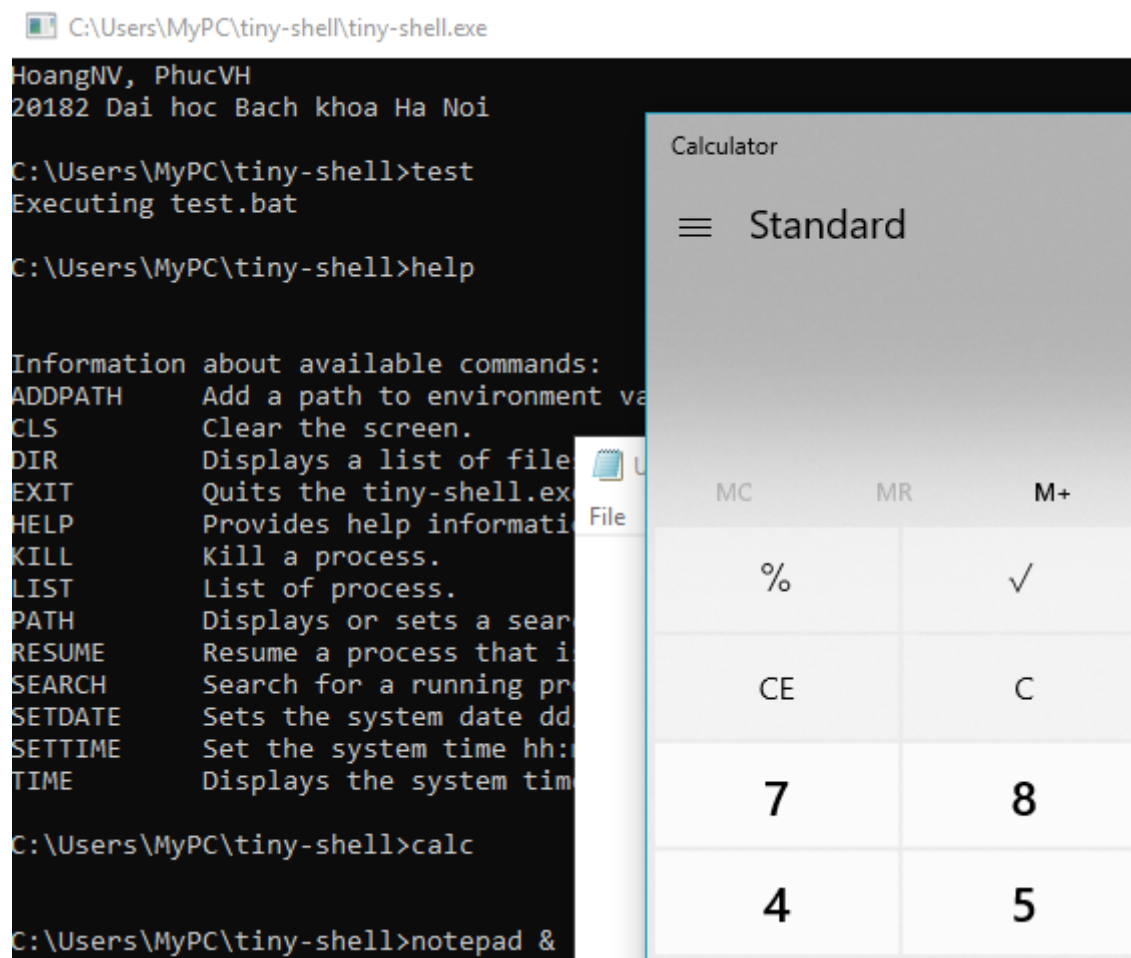 C:\Users\MyPC\tiny-shell\tiny-shell.exe
HoangNV, PhucVH
20182 Dai hoc Bach khoa Ha Noi
C:\Users\MyPC\tiny-shell>test
Executing test.bat
C:\Users\MyPC\tiny-shell>help
Information about available commands:
ADDPATH Add a path to environment va
CLS Clear the screen.
DIR Displays a list of file
EXIT Quits the tiny-shell.ex
HELP Provides help informati
KILL Kill a process.
LIST List of process.
PATH Displays or sets a sear
RESUME Resume a process that i
SEARCH Search for a running pr
SETDATE Sets the system date dd
SETTIME Set the system time hh:
TIME Displays the system tim
C:\Users\MyPC\tiny-shell>calc
C:\Users\MyPC\tiny-shell>notepad &
File
Calculator
Standard
MC MR M+
% √
CE C
7 8
4 5